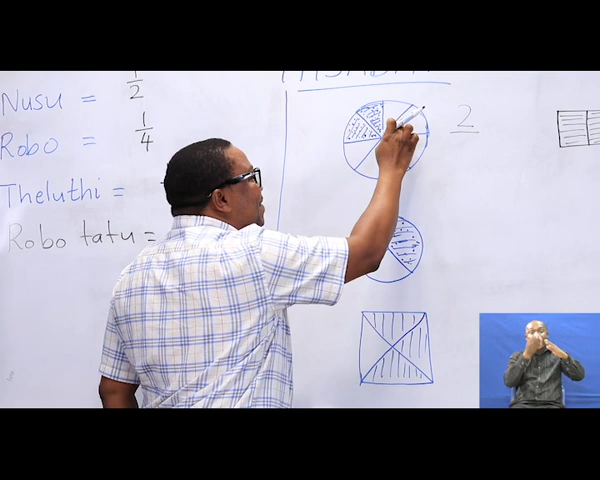 Nusu = 1/2
Robo = 1/4
Theluthi =
Robo tatu =
2